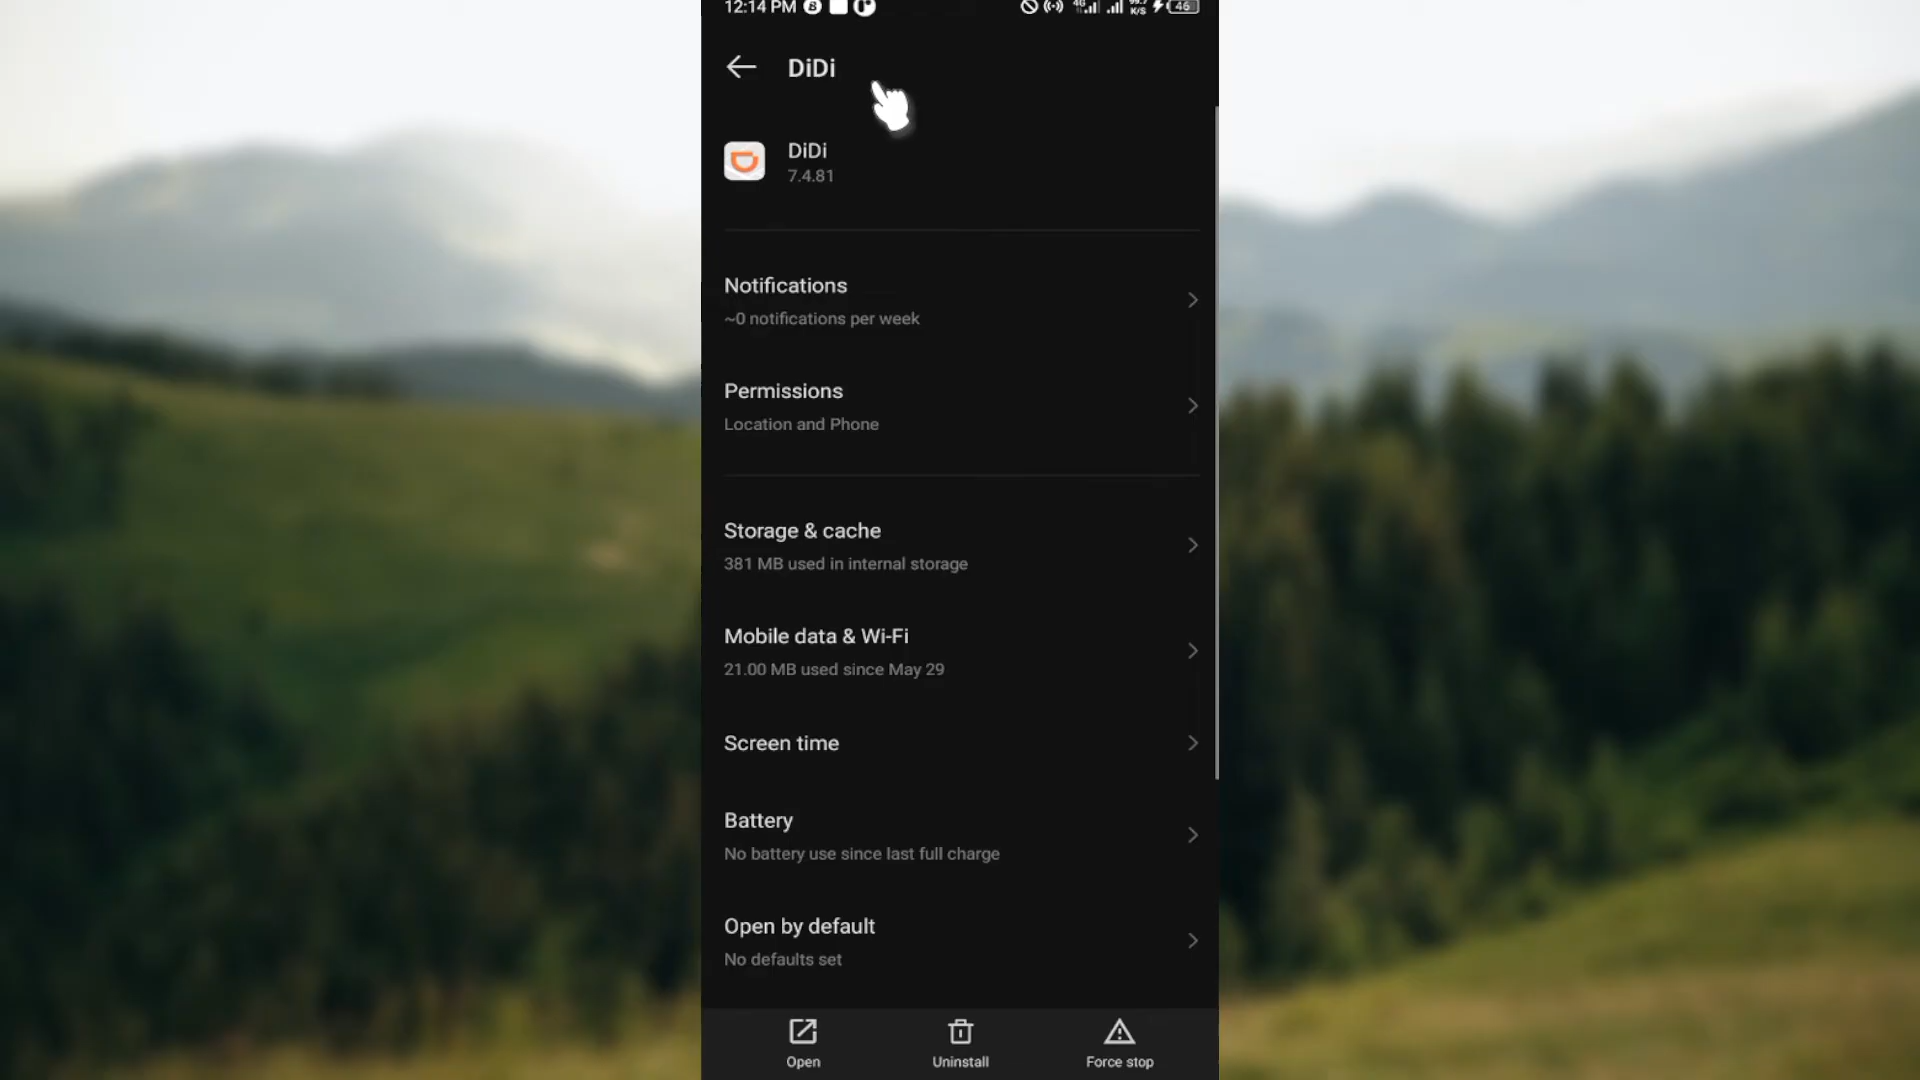 12:14 PM
4G
K/S
46
DiDi
DiDi
7.4.81
Notifications
~0 notifications per week
Permissions
Location and Phone
Storage & cache
381 MB used in internal storage
Mobile data & Wi-Fi
21.00 MB used since May 29
Screen time
Battery
No battery use since last full charge
Open by default
No defaults set
Open
Uninstall
Force stop